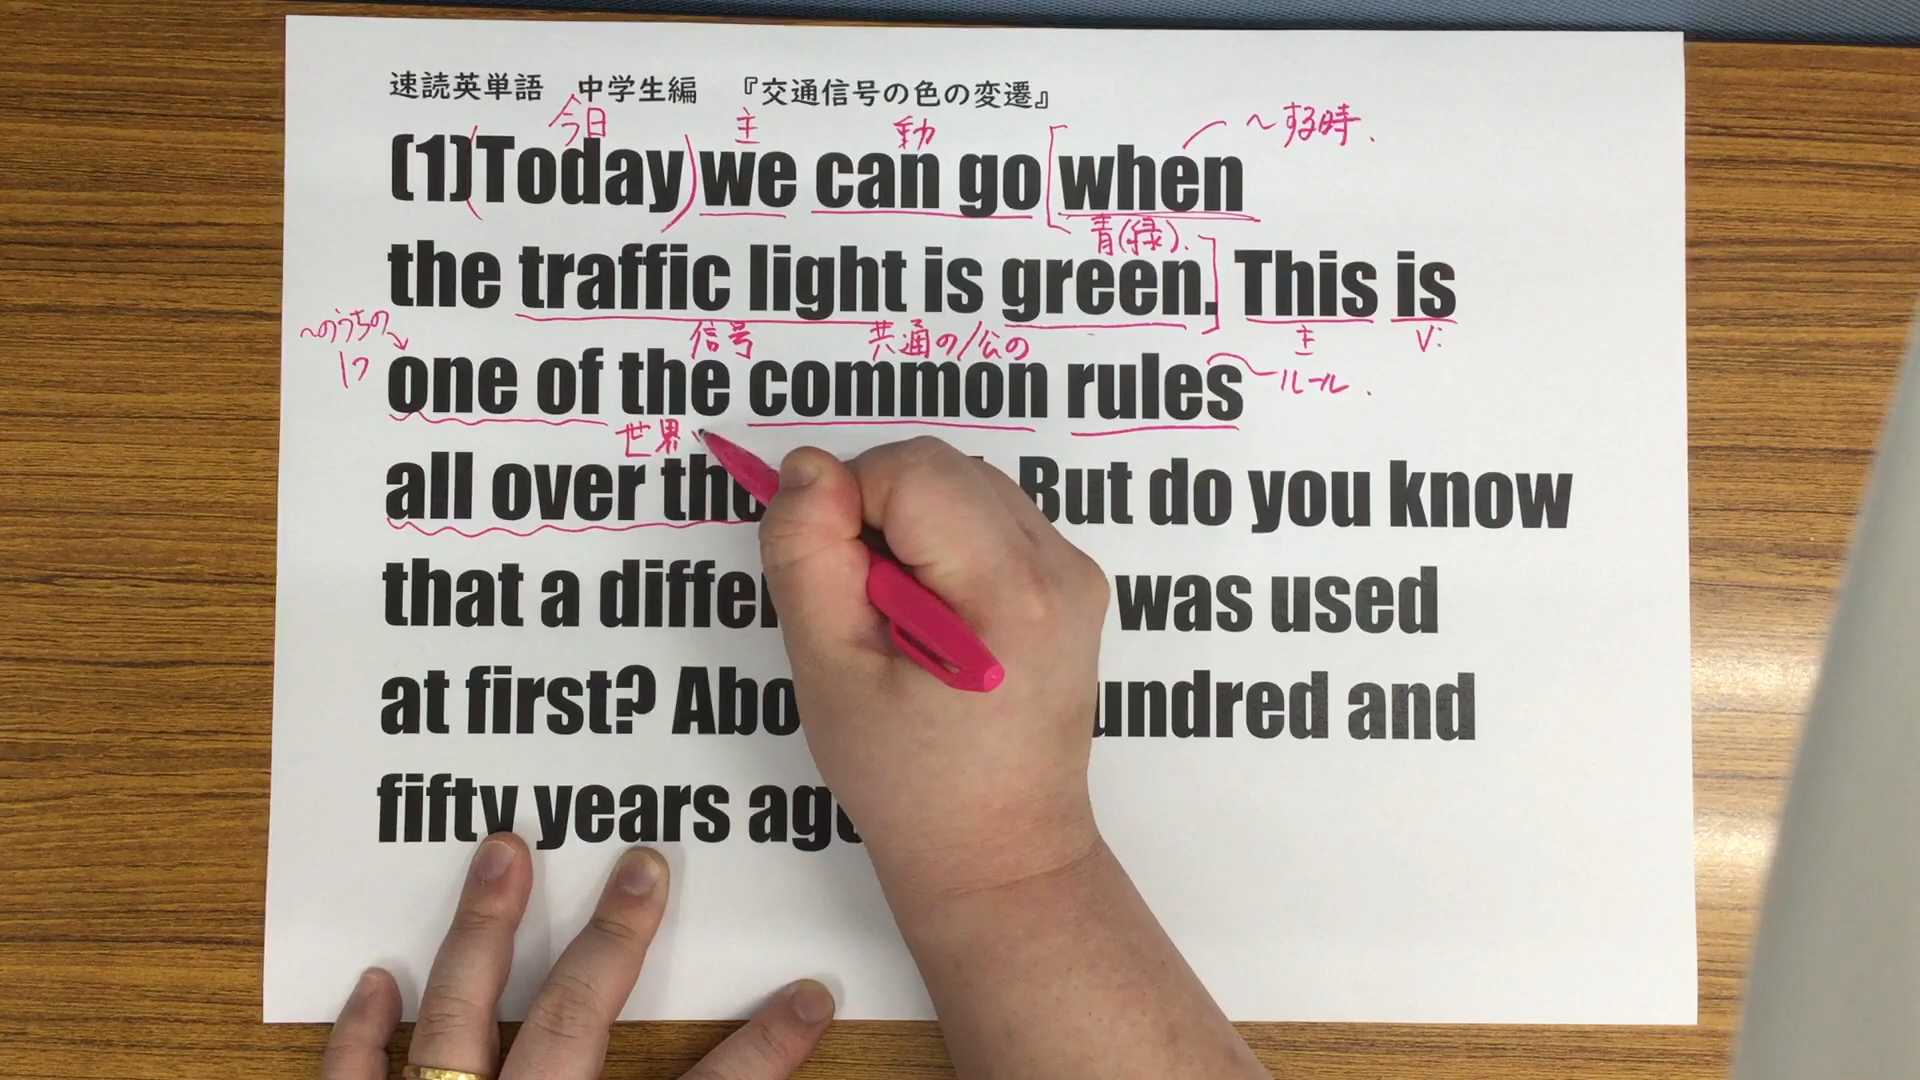 速読英単語 中学生編 『交通信号の色の変遷』
今日 主 動 ~する時.
(1)(Today) we can go [when
青(緑).
the traffic light is green.] This is
~のうちの 信号 共通の/公の 主 V:
1つ one of the common rules ルール.
世界
all over the But do you know
that a was used
at first? and
fifty years